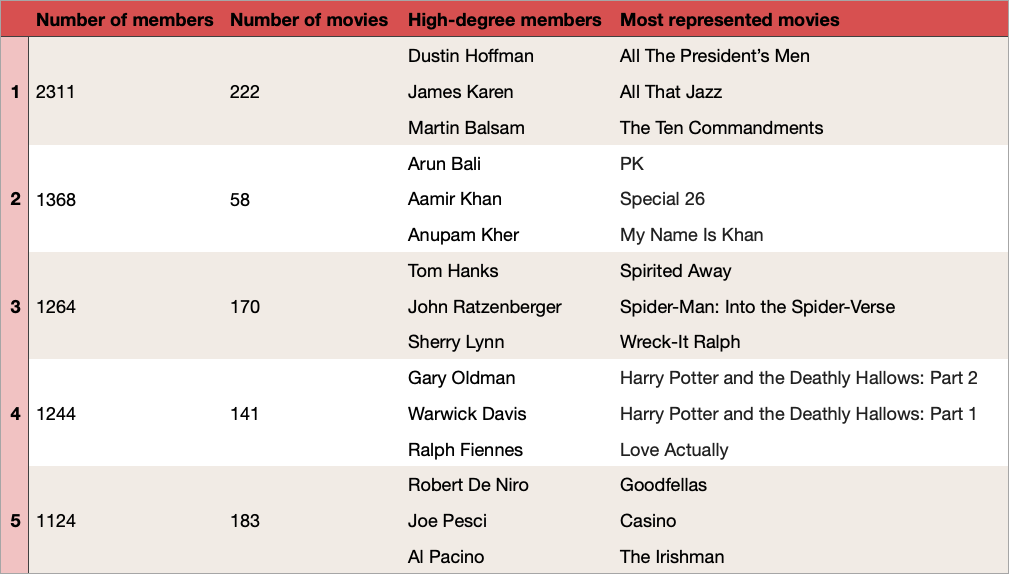 Number of members Number of movies High-degree members Most represented movies
Dustin Hoffman All The President’s Men
1 2311 222 James Karen All That Jazz
Martin Balsam The Ten Commandments
Arun Bali PK
2 1368 58 Aamir Khan Special 26
Anupam Kher My Name Is Khan
Tom Hanks Spirited Away
3 1264 170 John Ratzenberger Spider-Man: Into the Spider-Verse
Sherry Lynn Wreck-It Ralph
Gary Oldman Harry Potter and the Deathly Hallows: Part 2
4 1244 141 Warwick Davis Harry Potter and the Deathly Hallows: Part 1
Ralph Fiennes Love Actually
Robert De Niro Goodfellas
5 1124 183 Joe Pesci Casino
Al Pacino The Irishman